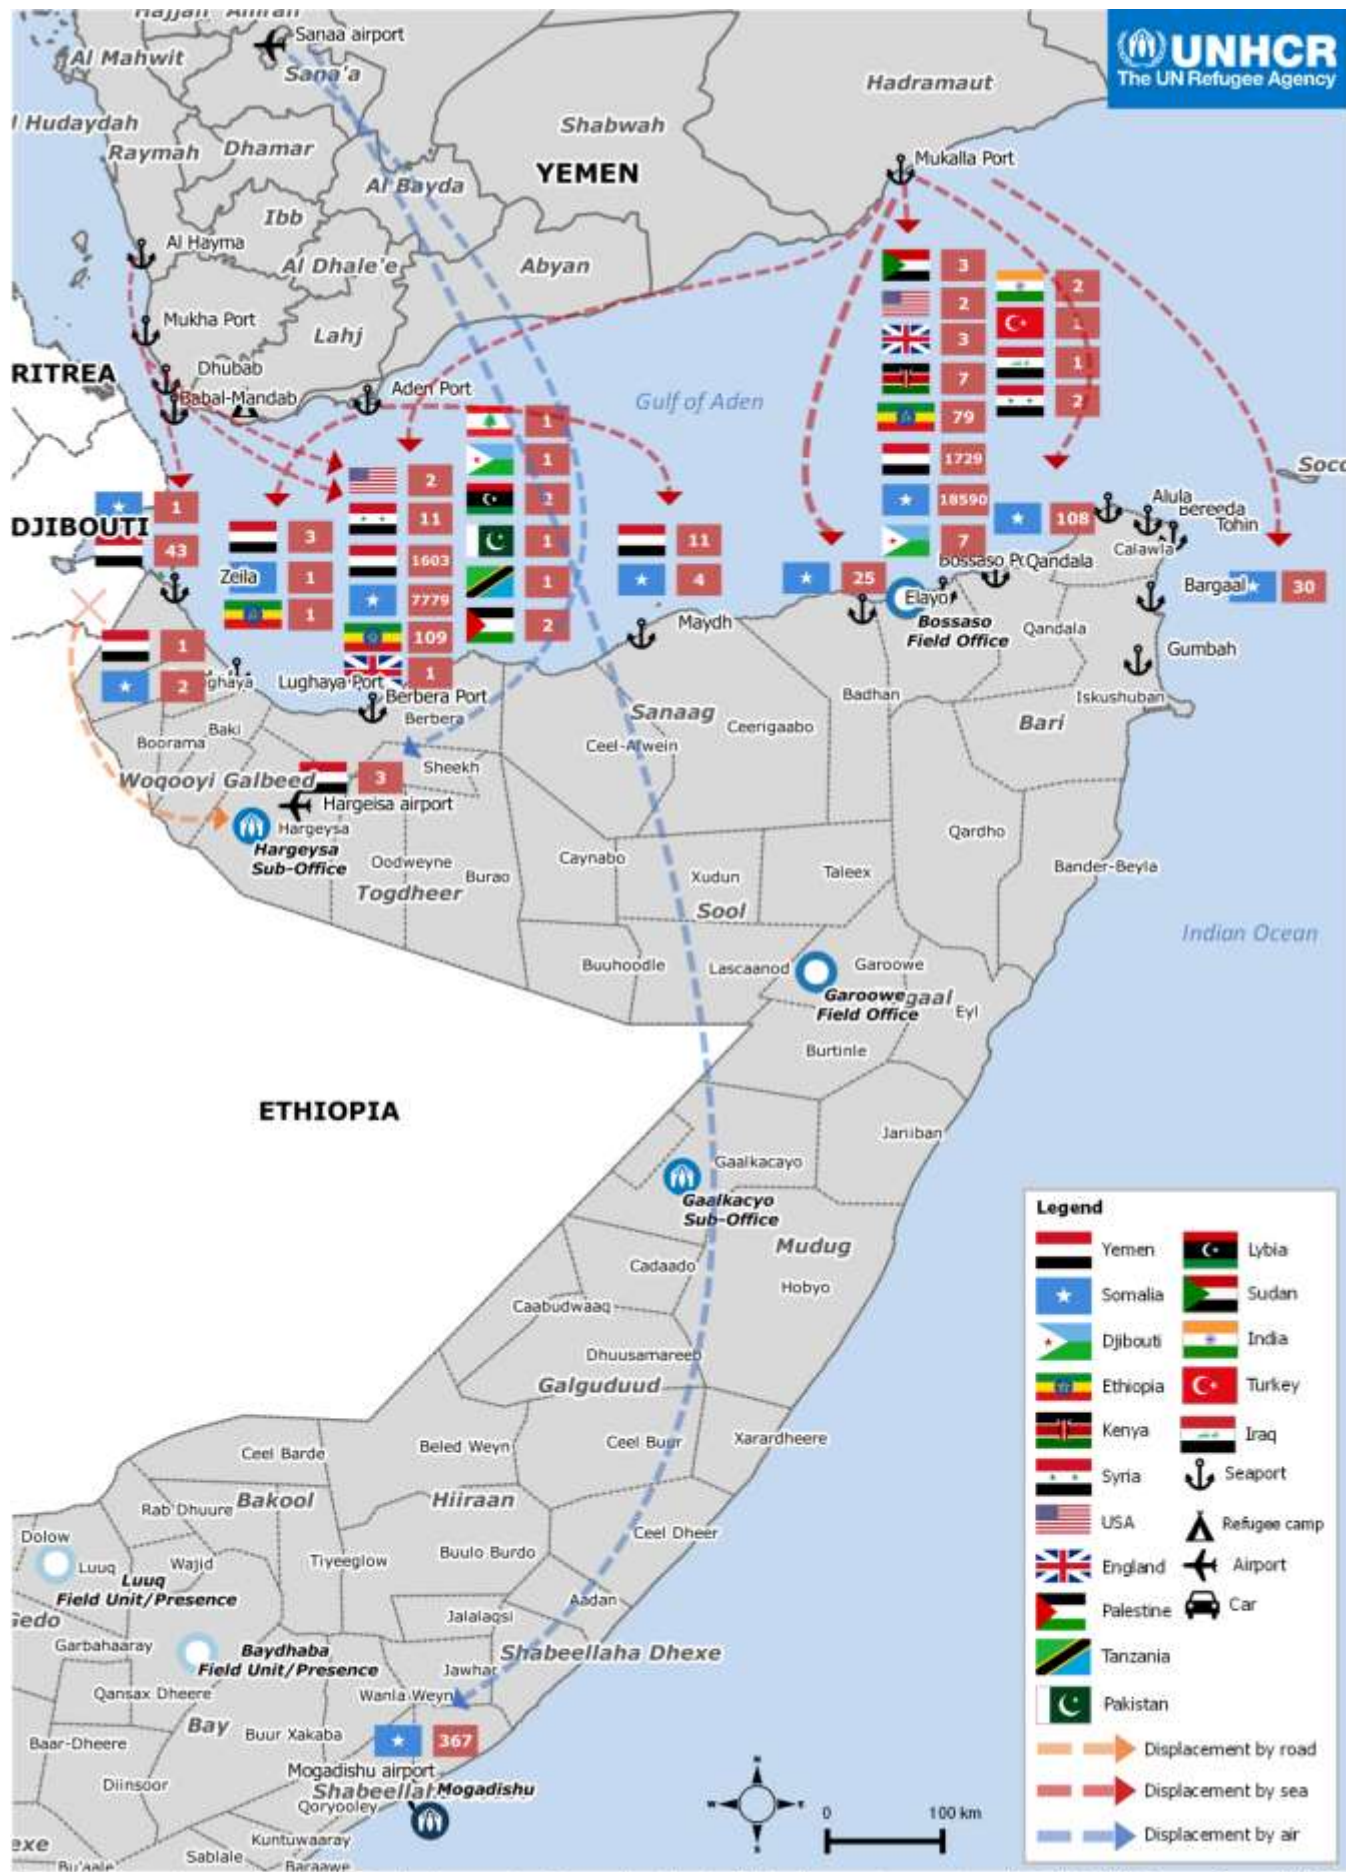 Hajjah
Amran
Sanaa airport
UNHCR
The UN Refugee Agency
Al Mahwit
Sana'a
Hadramaut
l Hudaydah
Shabwah
Raymah
Dhamar
Mukalla Port
YEMEN
Al Bayda
Ibb
Al Hayma
Al Dhale'e
Abyan
Mukha Port
Lahj
RITREA
Dhubab
Babal-Mandab
Aden Port
Gulf of Aden
3
2
3
7
79
1729
18590
7
2
1
2
Soco
1
1
2
1
1
2
2
11
1603
7779
109
1
DJIBOUTI
1
43
3
1
1
Zeila
11
4
25
108
30
Alula
Bereeda
Tohin
Calawla
Bossaso Po
Qandala
Bargaal
Elayo
Bossaso
Field Office
Qandala
Gumbah
Maydh
1
2
ghaya
Lughaya Port
Berbera Port
Berbera
Badhan
Iskushuban
Sanaag
Ceerigaabo
Bari
Baki
Boorama
Ceel-Afwein
Woqooyi Galbeed
3
Sheekh
Hargeisa airport
Hargeysa
Hargeysa
Sub-Office
Qardho
Oodweyne
Burao
Caynabo
Xudun
Taleex
Bander-Beyla
Togdheer
Sool
Indian Ocean
Buuhoodle
Lascaanod
Garoowe
Garoowe
Field Office
gaal
Eyl
Burtinle
ETHIOPIA
Jariban
Gaalkacayo
Gaalkacyo
Sub-Office
Mudug
Cadaado
Hobyo
Caabudwaaq
Dhuusamareeb
Galguduud
Xarardheere
Ceel Barde
Beled Weyn
Ceel Buur
Bakool
Hiiraan
Rab Dhuure
Ceel Dheer
Dolow
Luuq
Luuq
Field Unit/Presence
Wajid
Tiyeeglow
Buulo Burdo
Aadan
Gedo
Jalalaqsi
Garbahaaray
Baydhaba
Field Unit/Presence
Shabeellaha Dhexe
Jawhar
Qansax Dheere
Wanla Weyn
Bay
Buur Xakaba
367
Baar-Dheere
Mogadishu airport
Diinsoor
Shabeellah
Mogadishu
Qoryooley
Kuntuwaaray
exe
Sablale
Bu'aale
Baraawe
N
W
S
0
100 km
Legend
Yemen
Somalia
Djibouti
Ethiopia
Kenya
Syria
USA
England
Palestine
Tanzania
Pakistan
Lybia
Sudan
India
Turkey
Iraq
Seaport
Refugee camp
Airport
Car
Displacement by road
Displacement by sea
Displacement by air